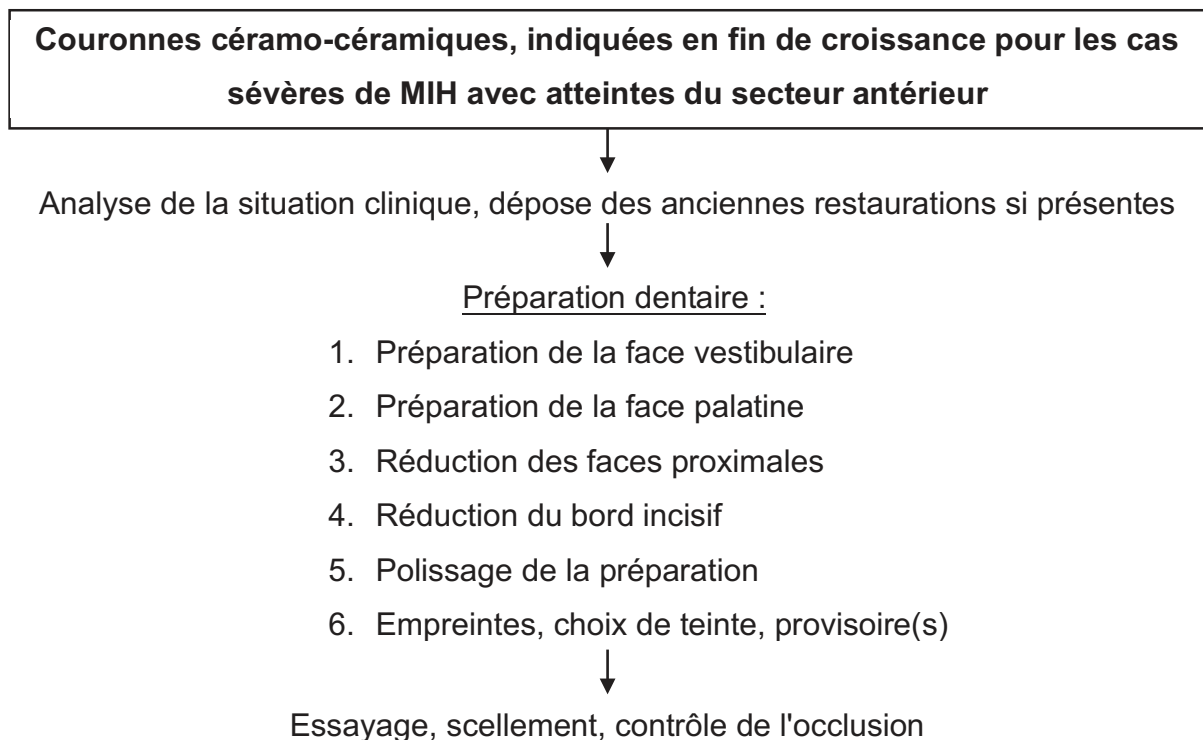 Couronnes céramo-céramiques, indiquées en fin de croissance pour les cas
sévères de MIH avec atteintes du secteur antérieur
Analyse de la situation clinique, dépose des anciennes restaurations si présentes
Préparation dentaire :
1. Préparation de la face vestibulaire
2. Préparation de la face palatine
3. Réduction des faces proximales
4. Réduction du bord incisif
5. Polissage de la préparation
6. Empreintes, choix de teinte, provisoire(s)
Essayage, scellement, contrôle de l'occlusion